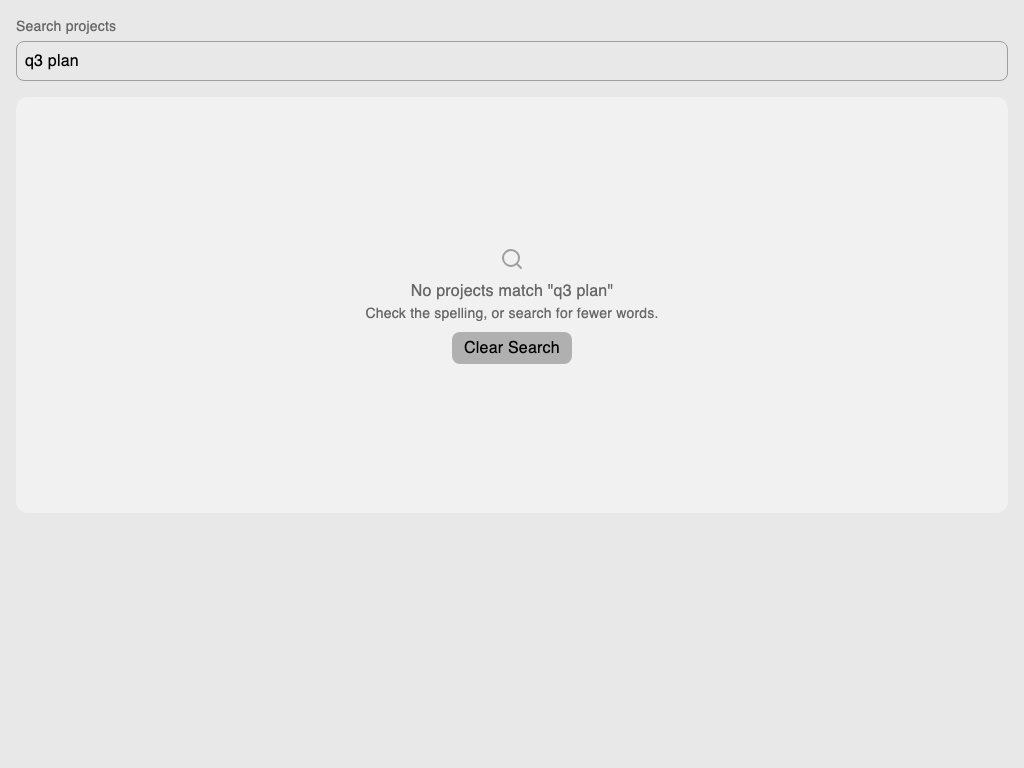 Search projects
q3 plan
No projects match "q3 plan"
Check the spelling, or search for fewer words.
Clear Search